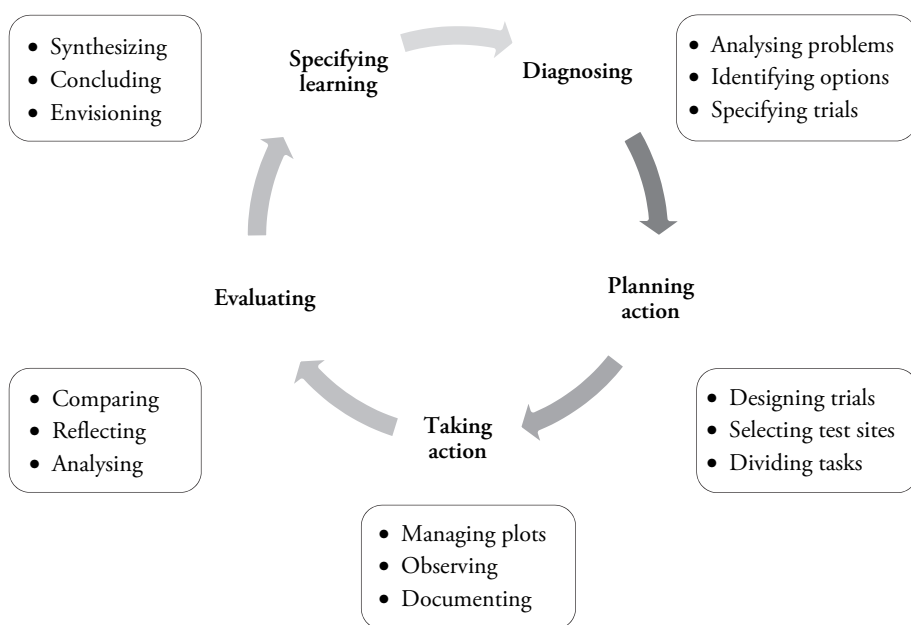 • Synthesizing
• Concluding
• Envisioning
Specifying
learning
Diagnosing
• Analysing problems
• Identifying options
• Specifying trials
Evaluating
Planning
action
• Comparing
• Reflecting
• Analysing
Taking
action
• Designing trials
• Selecting test sites
• Dividing tasks
• Managing plots
• Observing
• Documenting